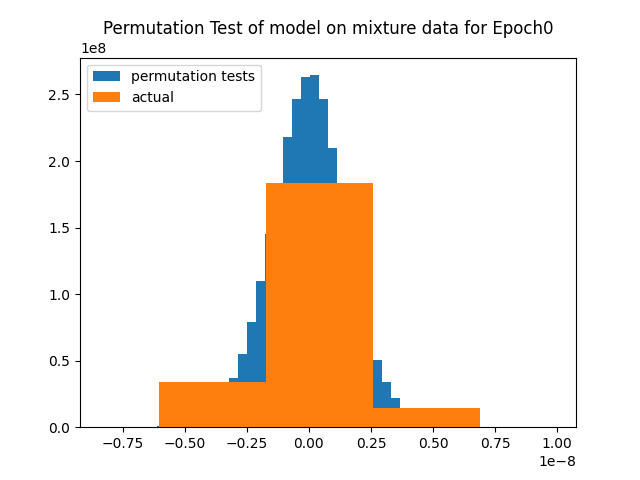 Permutation Test of model on mixture data for Epoch0
1e8
permutation tests
actual
2.5
2.0
1.5
1.0
0.5
0.0
−0.75 −0.50 −0.25 0.00 0.25 0.50 0.75 1.00
1e−8